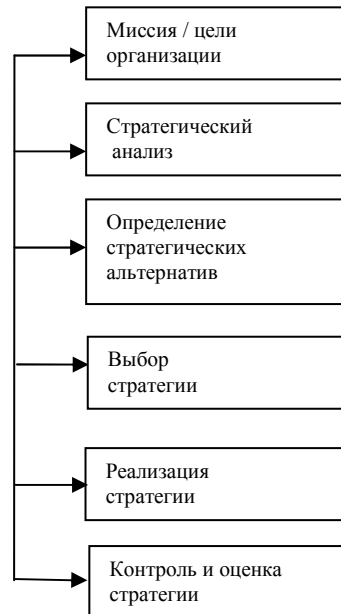 Миссия / цели
организации
Стратегический
анализ
Определение
стратегических
альтернатив
Выбор
стратегии
Реализация
стратегии
Контроль и оценка
стратегии